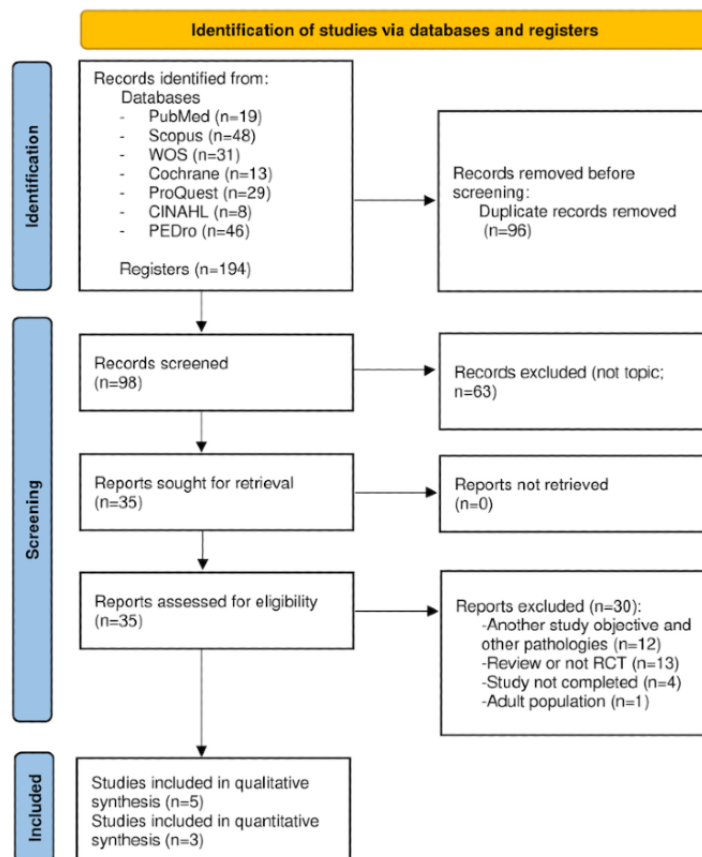 Identification of studies via databases and registers
Identification
Records identified from:
Databases
- PubMed (n=19)
- Scopus (n=48)
- WOS (n=31)
- Cochrane (n=13)
- ProQuest (n=29)
- CINAHL (n=8)
- PEDro (n=46)
Registers (n=194)
Records removed before
screening:
Duplicate records removed
(n=96)
Screening
Records screened
(n=98)
Records excluded (not topic;
n=63)
Reports sought for retrieval
(n=35)
Reports not retrieved
(n=0)
Reports assessed for eligibility
(n=35)
Reports excluded (n=30):
-Another study objective and
other pathologies (n=12)
-Review or not RCT (n=13)
-Study not completed (n=4)
-Adult population (n=1)
Included
Studies included in qualitative
synthesis (n=5)
Studies included in quantitative
synthesis (n=3)